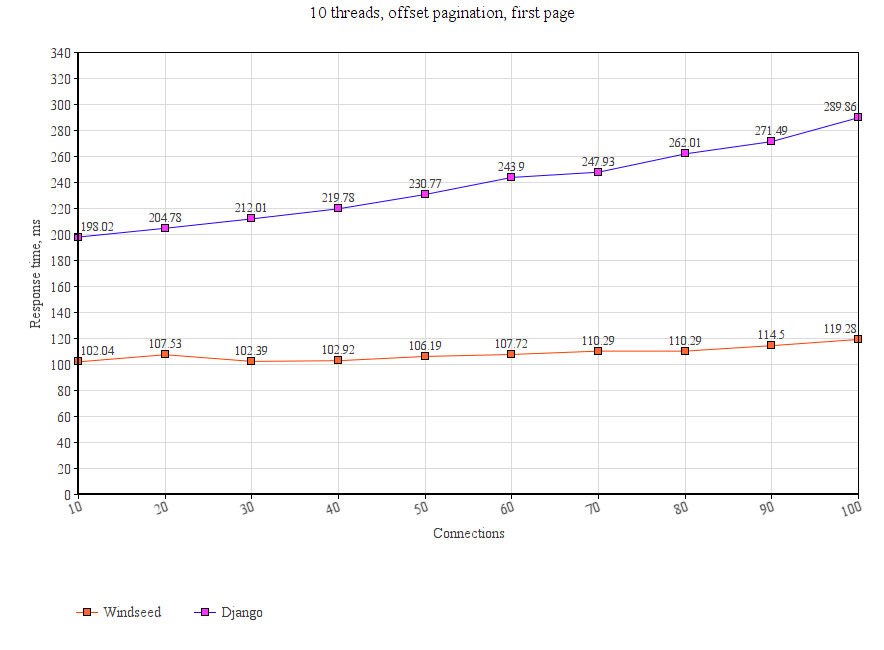 10 threads, offset pagination, first page
340
320
300
280
260
240
220
200
180
160
140
120
100
80
60
40
20
0
Response time, ms
198.02 204.78 212.01 219.78 230.77 243.9 247.93 262.01 271.49 289.86
102.04 107.53 102.39 102.92 106.19 107.72 110.29 110.29 114.5 119.28
10 20 30 40 50 60 70 80 90 100
Connections
Windseed Django